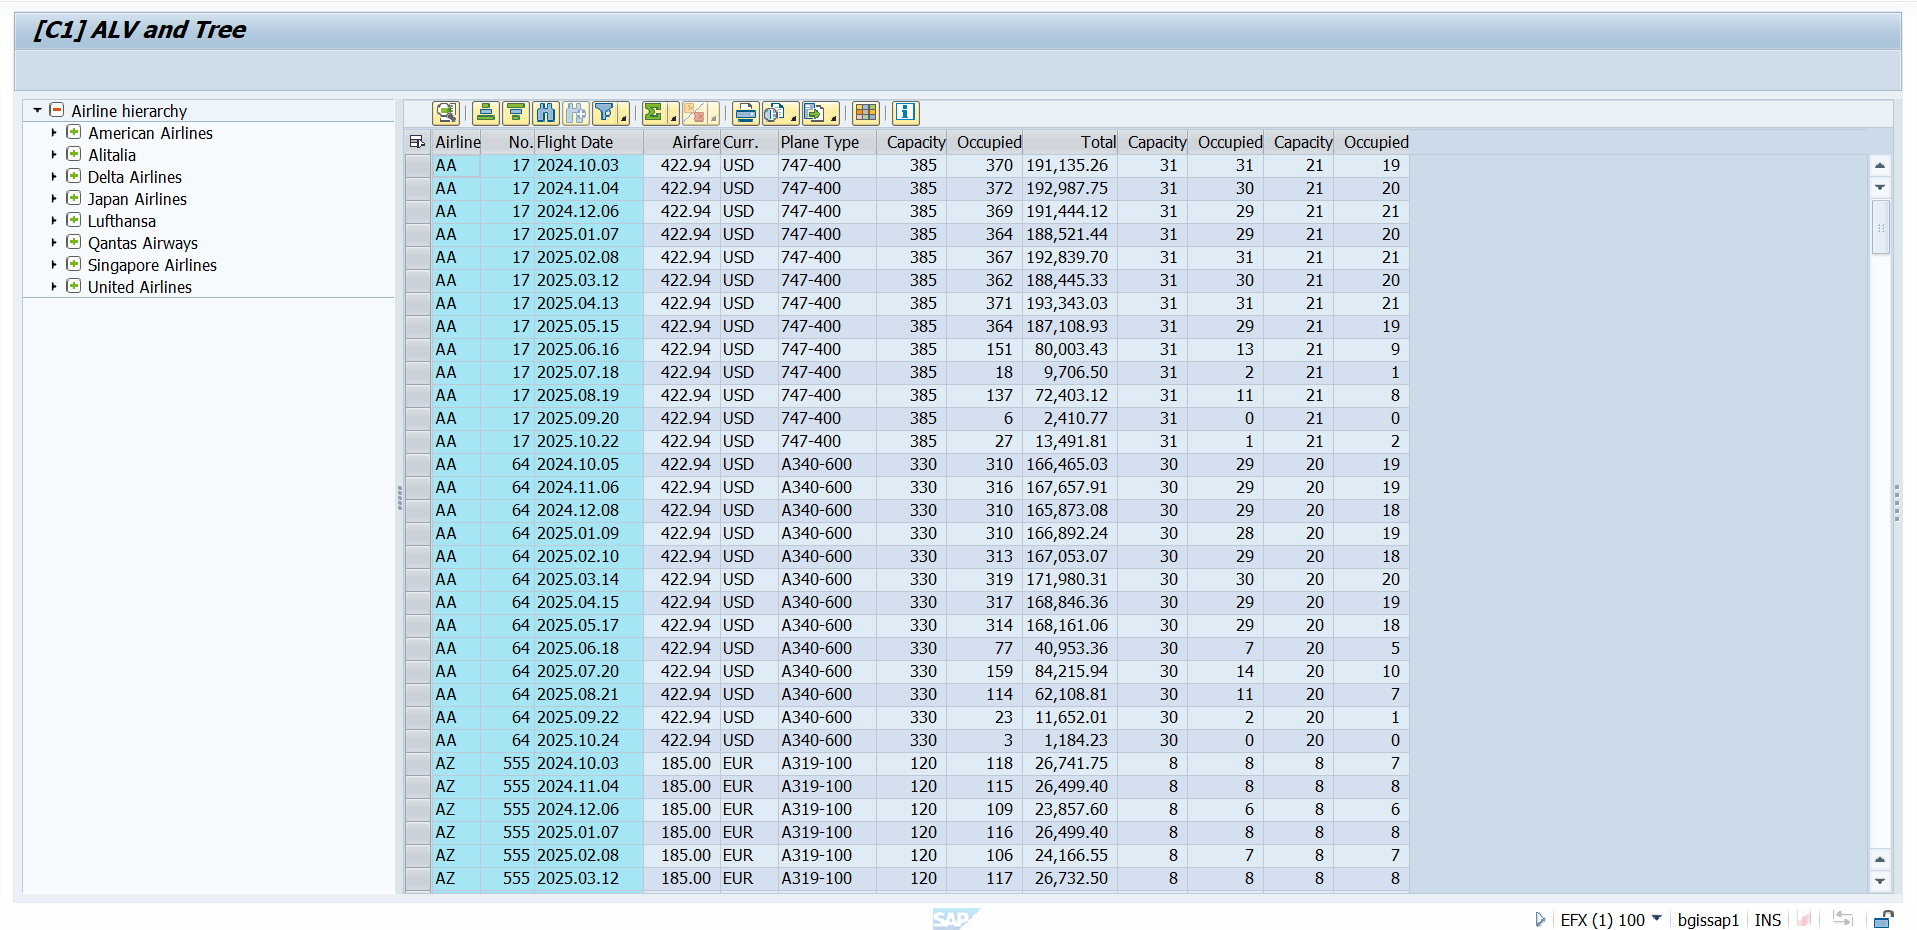 [C1] ALV and Tree
Airline hierarchy
American Airlines
Alitalia
Delta Airlines
Japan Airlines
Lufthansa
Qantas Airways
Singapore Airlines
United Airlines
Airline No. Flight Date Airfare Curr. Plane Type Capacity Occupied Total Capacity Occupied Capacity Occupied
AA 17 2024.10.03 422.94 USD 747-400 385 370 191,135.26 31 31 21 19
AA 17 2024.11.04 422.94 USD 747-400 385 372 192,987.75 31 30 21 20
AA 17 2024.12.06 422.94 USD 747-400 385 369 191,444.12 31 29 21 21
AA 17 2025.01.07 422.94 USD 747-400 385 364 188,521.44 31 29 21 20
AA 17 2025.02.08 422.94 USD 747-400 385 367 192,839.70 31 31 21 21
AA 17 2025.03.12 422.94 USD 747-400 385 362 188,445.33 31 30 21 20
AA 17 2025.04.13 422.94 USD 747-400 385 371 193,343.03 31 31 21 21
AA 17 2025.05.15 422.94 USD 747-400 385 364 187,108.93 31 29 21 19
AA 17 2025.06.16 422.94 USD 747-400 385 151 80,003.43 31 13 21 9
AA 17 2025.07.18 422.94 USD 747-400 385 18 9,706.50 31 2 21 1
AA 17 2025.08.19 422.94 USD 747-400 385 137 72,403.12 31 11 21 8
AA 17 2025.09.20 422.94 USD 747-400 385 6 2,410.77 31 0 21 0
AA 17 2025.10.22 422.94 USD 747-400 385 27 13,491.81 31 1 21 2
AA 64 2024.10.05 422.94 USD A340-600 330 310 166,465.03 30 29 20 19
AA 64 2024.11.06 422.94 USD A340-600 330 316 167,657.91 30 29 20 19
AA 64 2024.12.08 422.94 USD A340-600 330 310 165,873.08 30 29 20 18
AA 64 2025.01.09 422.94 USD A340-600 330 310 166,892.24 30 28 20 19
AA 64 2025.02.10 422.94 USD A340-600 330 313 167,053.07 30 29 20 18
AA 64 2025.03.14 422.94 USD A340-600 330 319 171,980.31 30 30 20 20
AA 64 2025.04.15 422.94 USD A340-600 330 317 168,846.36 30 29 20 19
AA 64 2025.05.17 422.94 USD A340-600 330 314 168,161.06 30 29 20 18
AA 64 2025.06.18 422.94 USD A340-600 330 77 40,953.36 30 7 20 5
AA 64 2025.07.20 422.94 USD A340-600 330 159 84,215.94 30 14 20 10
AA 64 2025.08.21 422.94 USD A340-600 330 114 62,108.81 30 11 20 7
AA 64 2025.09.22 422.94 USD A340-600 330 23 11,652.01 30 2 20 1
AA 64 2025.10.24 422.94 USD A340-600 330 3 1,184.23 30 0 20 0
AZ 555 2024.10.03 185.00 EUR A319-100 120 118 26,741.75 8 8 8 7
AZ 555 2024.11.04 185.00 EUR A319-100 120 115 26,499.40 8 8 8 8
AZ 555 2024.12.06 185.00 EUR A319-100 120 109 23,857.60 8 6 8 6
AZ 555 2025.01.07 185.00 EUR A319-100 120 116 26,499.40 8 8 8 8
AZ 555 2025.02.08 185.00 EUR A319-100 120 106 24,166.55 8 7 8 7
AZ 555 2025.03.12 185.00 EUR A319-100 120 117 26,732.50 8 8 8 8
SAP
EFX (1) 100 bgissap1 INS